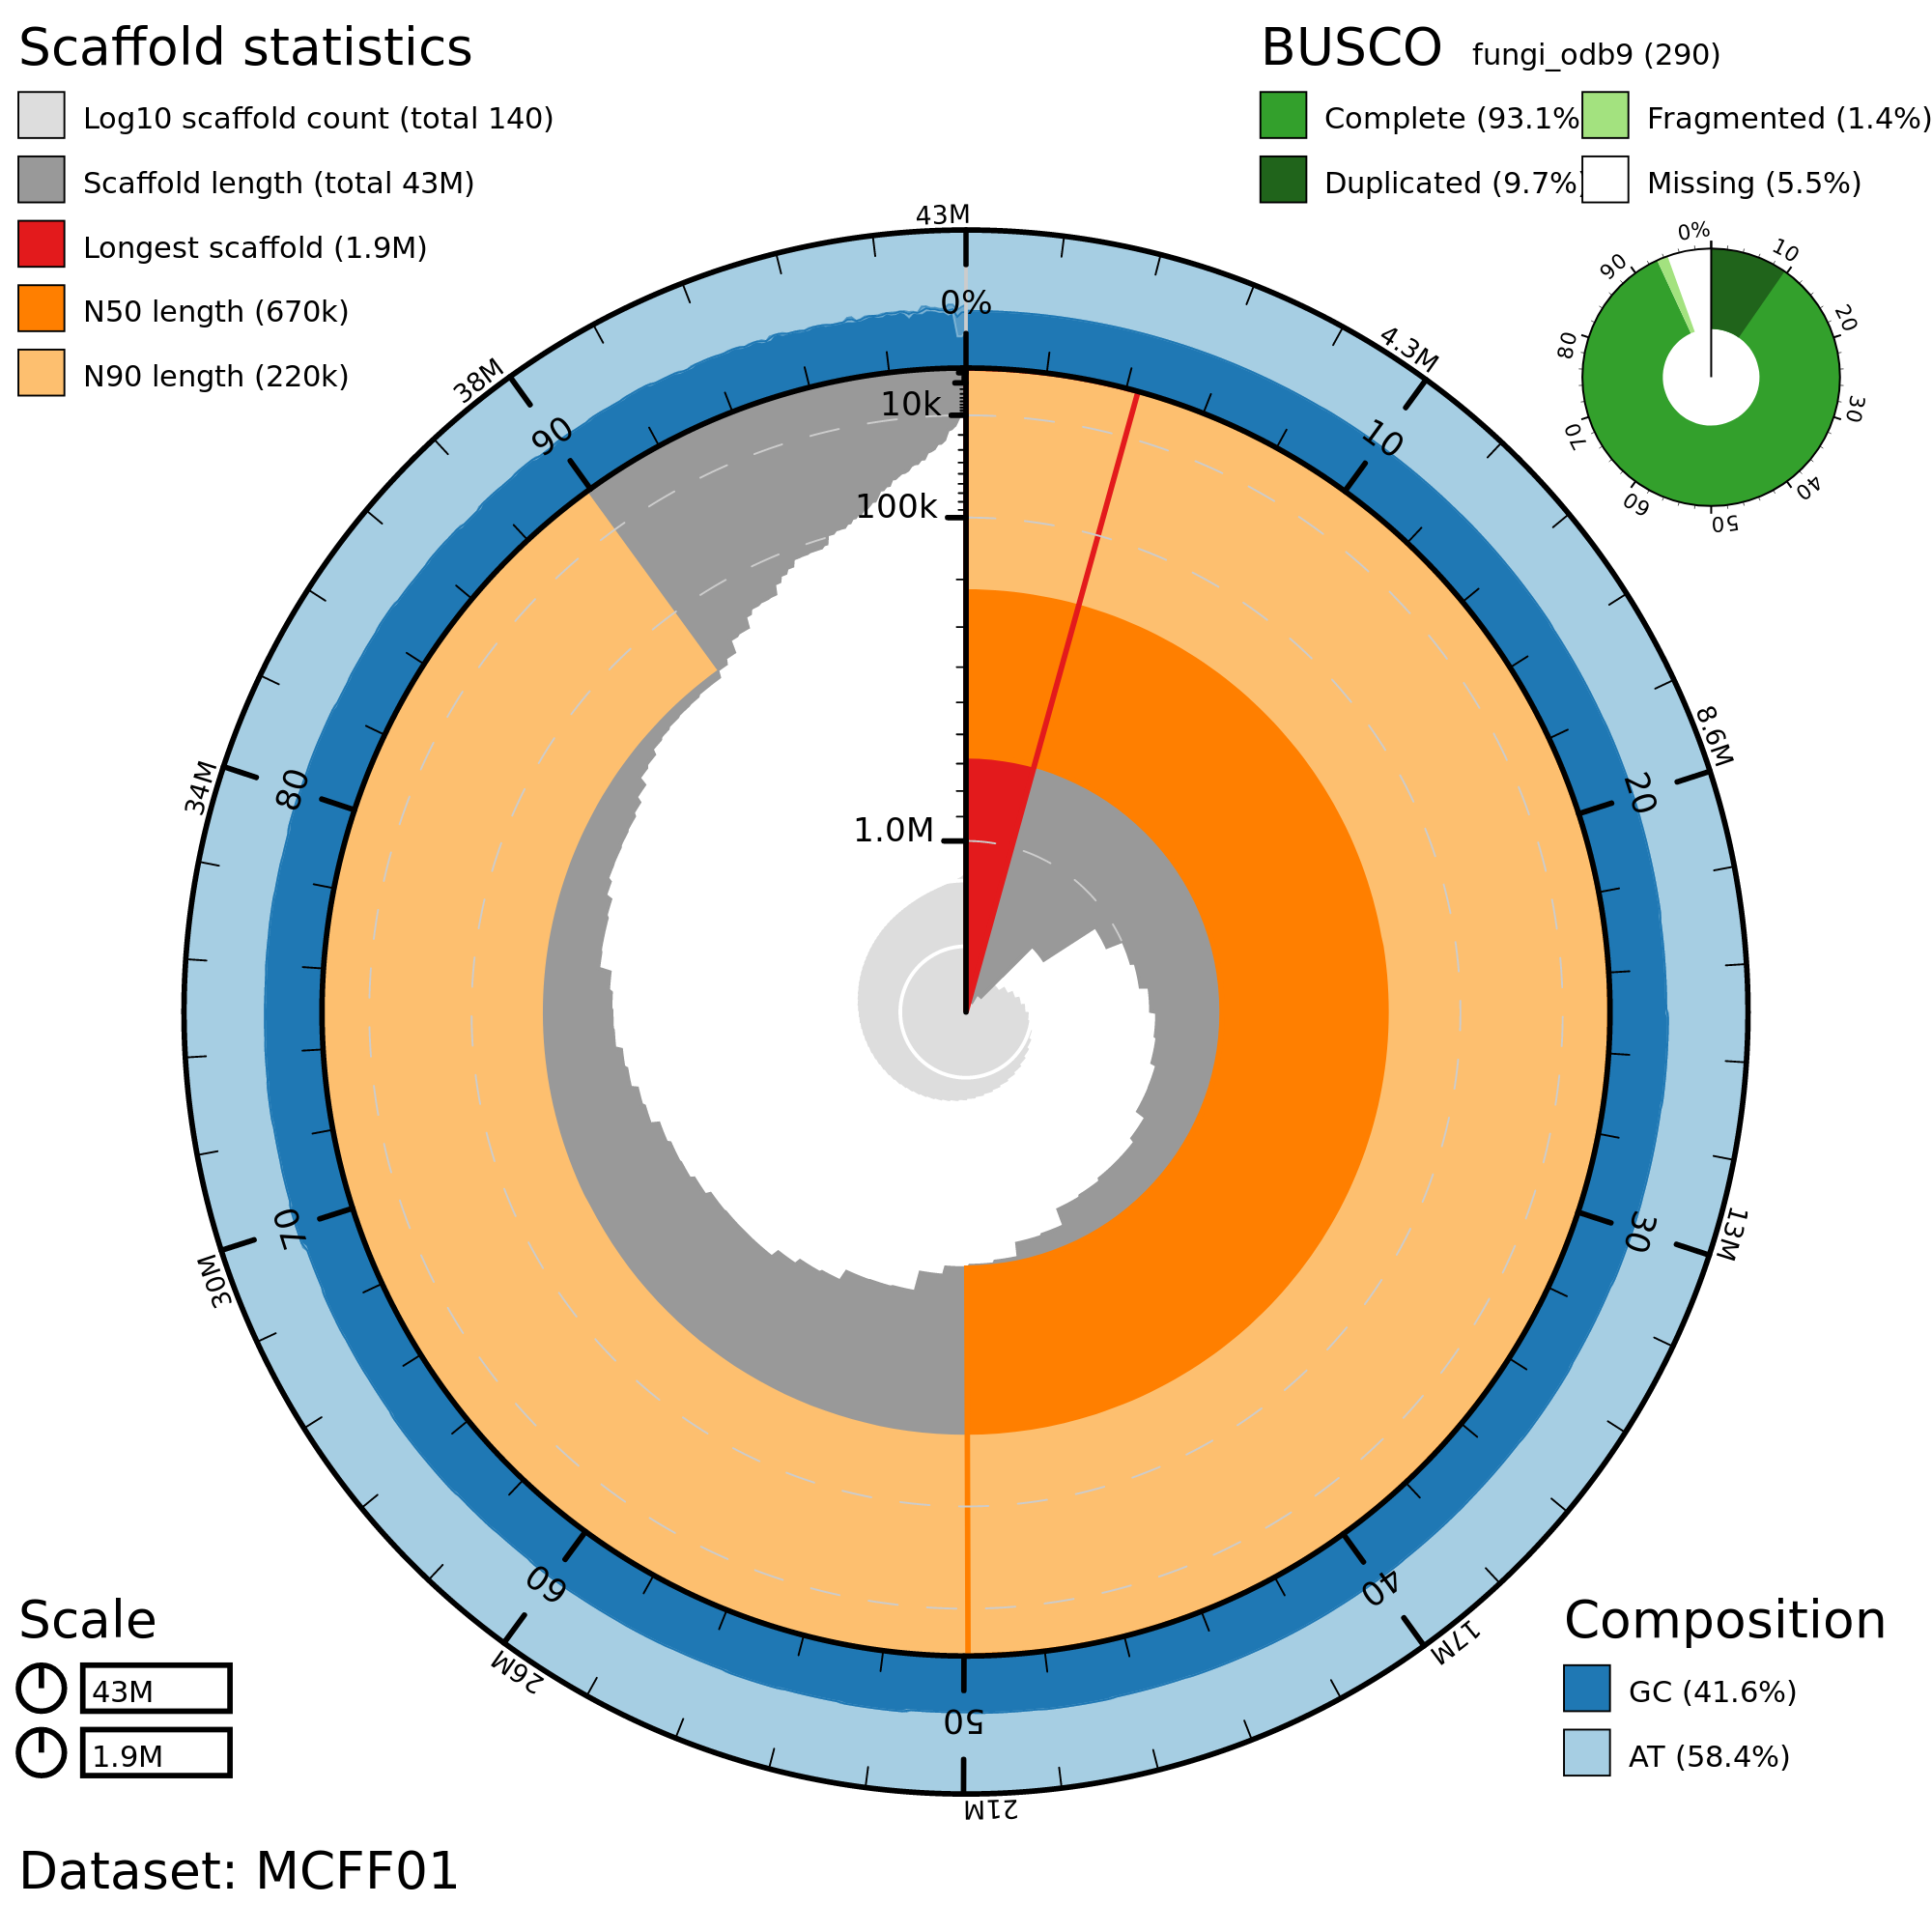 Scaffold statistics
Log10 scaffold count (total 140)
Scaffold length (total 43M)
Longest scaffold (1.9M)
N50 length (670k)
N90 length (220k)
BUSCO fungi_odb9 (290)
Complete (93.1%
Fragmented (1.4%)
Duplicated (9.7%)
Missing (5.5%)
0%
10
20
30
40
50
60
70
80
90
43M
4.3M
8.6M
13M
17M
21M
26M
30M
34M
38M
0%
10
20
30
40
50
60
70
80
90
10k
100k
1.0M
Scale
43M
1.9M
Composition
GC (41.6%)
AT (58.4%)
Dataset: MCFF01